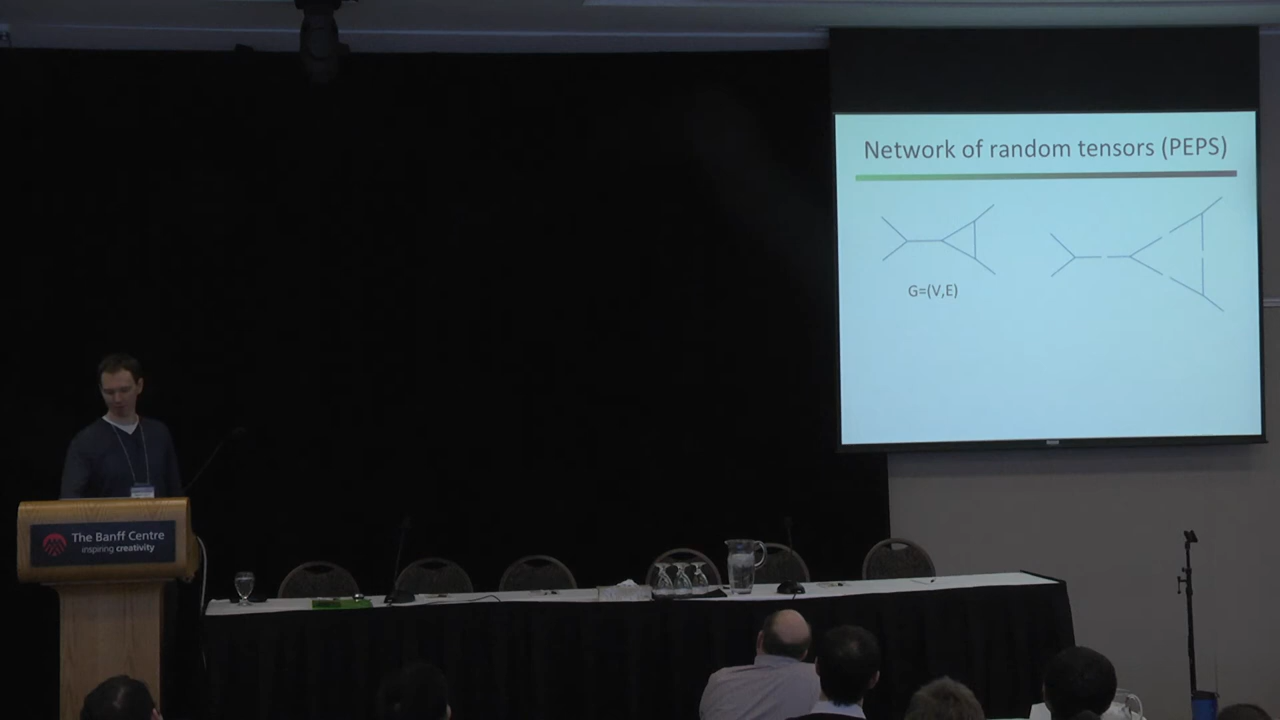 Network of random tensors (PEPS)
G=(V,E)
The Banff Centre
inspiring creativity